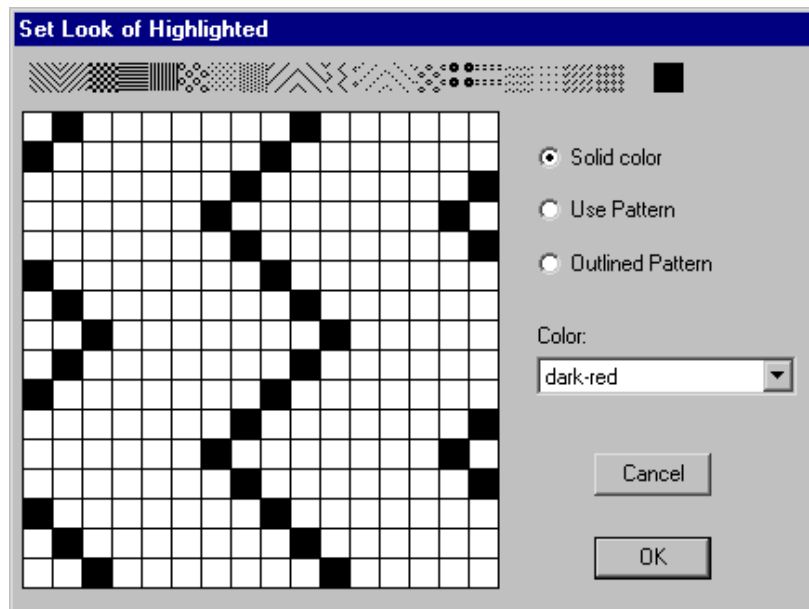 Set Look of Highlighted
Solid color
Use Pattern
Outlined Pattern
Color:
dark-red
Cancel
OK